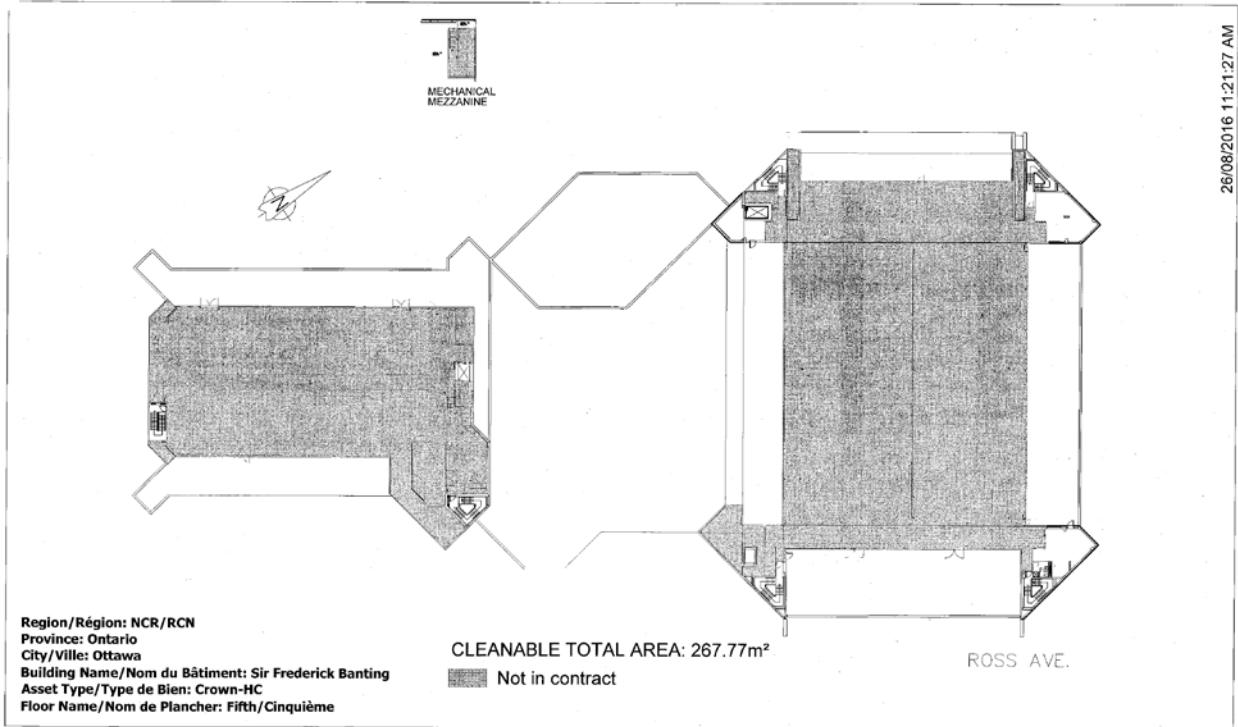 MECHANICAL
MEZZANINE
26/08/2016 11:21:27 AM
Region/Région: NCR/RCN
Province: Ontario
City/Ville: Ottawa
Building Name/Nom du Bâtiment: Sir Frederick Banting
Asset Type/Type de Bien: Crown-HC
Floor Name/Nom de Plancher: Fifth/Cinquième
CLEANABLE TOTAL AREA: 267.77m²
Not in contract
ROSS AVE.